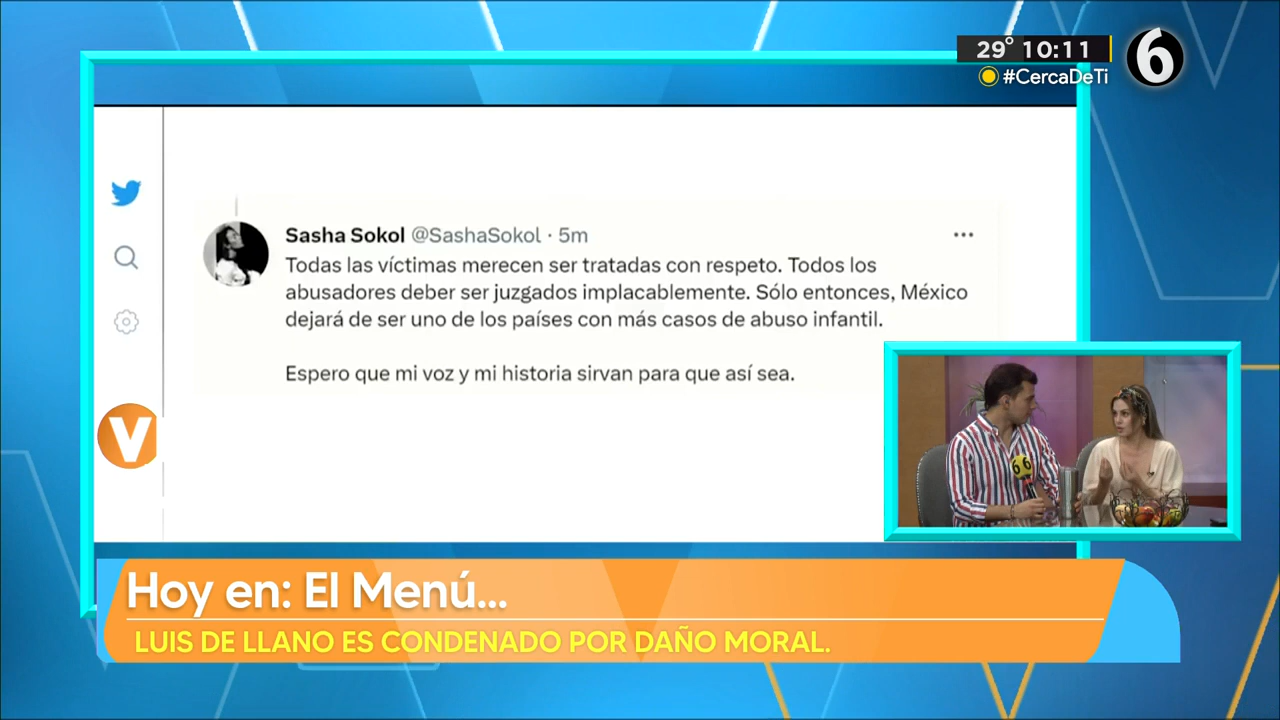 29° 10:11
#CercaDeTi
6
Sasha Sokol @SashaSokol · 5m
Todas las víctimas merecen ser tratadas con respeto. Todos los
abusadores deber ser juzgados implacablemente. Sólo entonces, México
dejará de ser uno de los países con más casos de abuso infantil.
Espero que mi voz y mi historia sirvan para que así sea.
V
6 6
Hoy en: El Menú...
LUIS DE LLANO ES CONDENADO POR DAÑO MORAL.